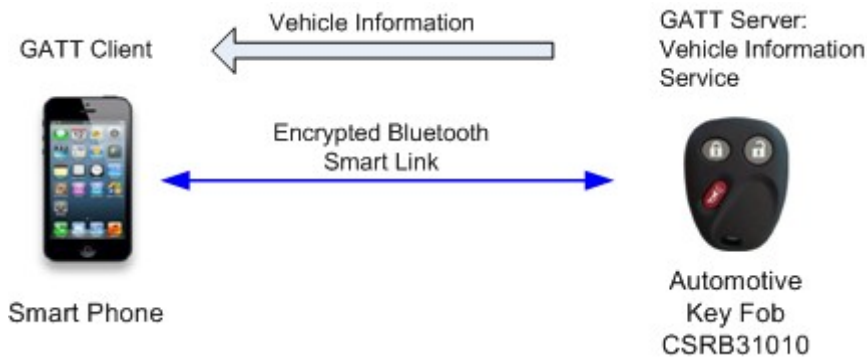 GATT Client
Vehicle Information
GATT Server:
Vehicle Information
Service
Encrypted Bluetooth
Smart Link
Smart Phone
Automotive
Key Fob
CSRB31010